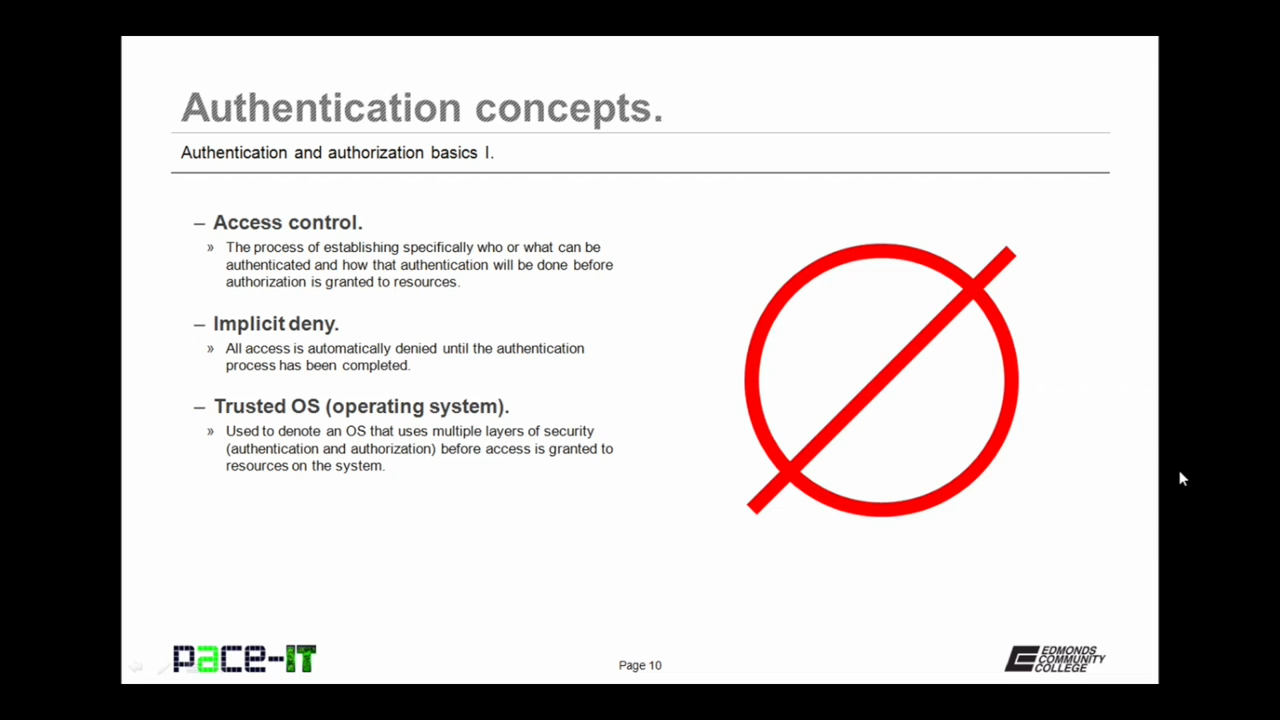 Authentication concepts.
Authentication and authorization basics I.
– Access control.
» The process of establishing specifically who or what can be
authenticated and how that authentication will be done before
authorization is granted to resources.
– Implicit deny.
» All access is automatically denied until the authentication
process has been completed.
– Trusted OS (operating system).
» Used to denote an OS that uses multiple layers of security
(authentication and authorization) before access is granted to
resources on the system.
pace-IT
Page 10
EDMONDS
COMMUNITY
COLLEGE